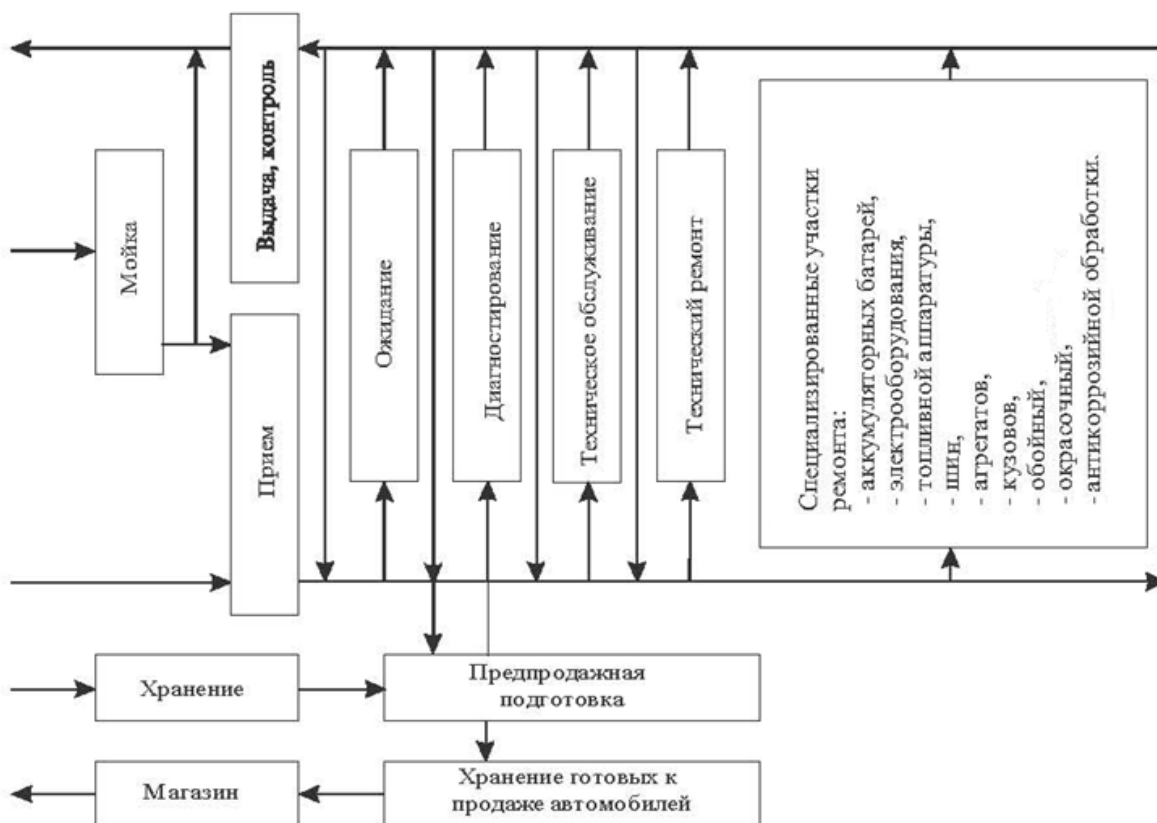 Мойка
Выдача, контроль
Прием
Ожидание
Диагностирование
Техническое обслуживание
Технический ремонт
Специализированные участки
ремонта:
- аккумуляторных батарей,
- электрооборудования,
- топливной аппаратуры,
- шин,
- агрегатов,
- кузовов,
- обойный,
- окрасочный,
- антикоррозийной обработки.
Хранение
Предпродажная
подготовка
Магазин
Хранение готовых к
продаже автомобилей